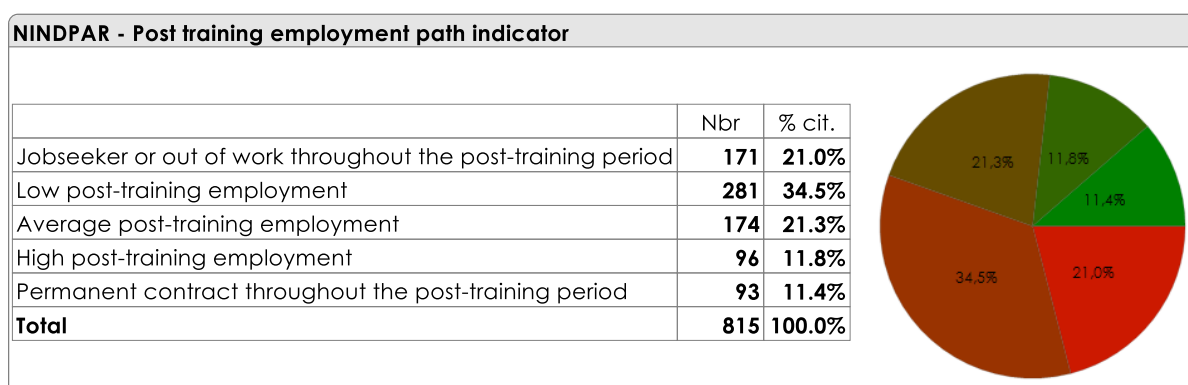 NINDPAR - Post training employment path indicator
Nbr % cit.
Jobseeker or out of work throughout the post-training period 171 21.0%
Low post-training employment 281 34.5%
Average post-training employment 174 21.3%
High post-training employment 96 11.8%
Permanent contract throughout the post-training period 93 11.4%
Total 815 100.0%
21,3%
11,8%
11,4%
34,5%
21,0%